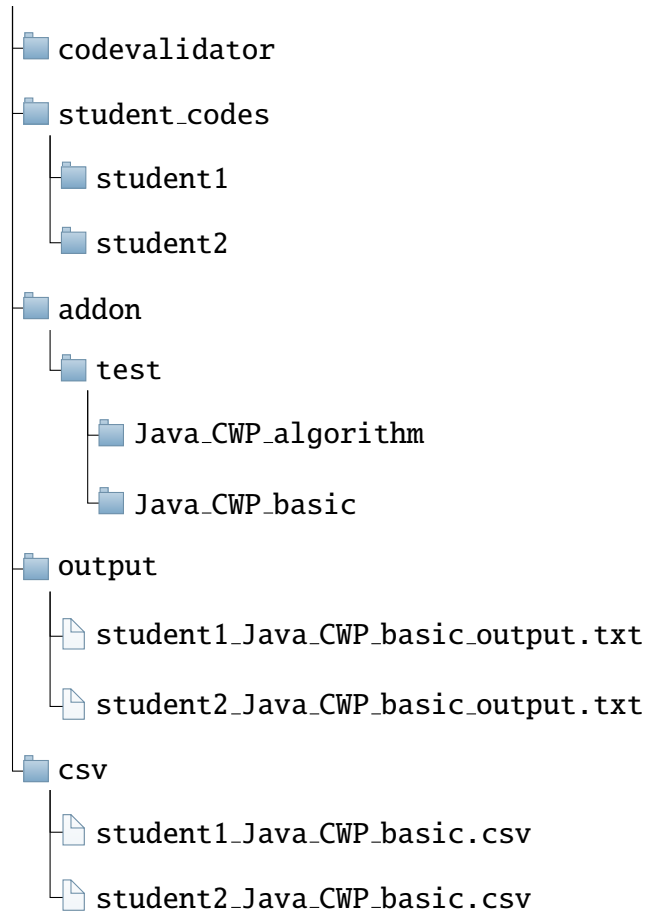 codevalidator
student_codes
student1
student2
addon
test
Java_CWP_algorithm
Java_CWP_basic
output
student1_Java_CWP_basic_output.txt
student2_Java_CWP_basic_output.txt
csv
student1_Java_CWP_basic.csv
student2_Java_CWP_basic.csv